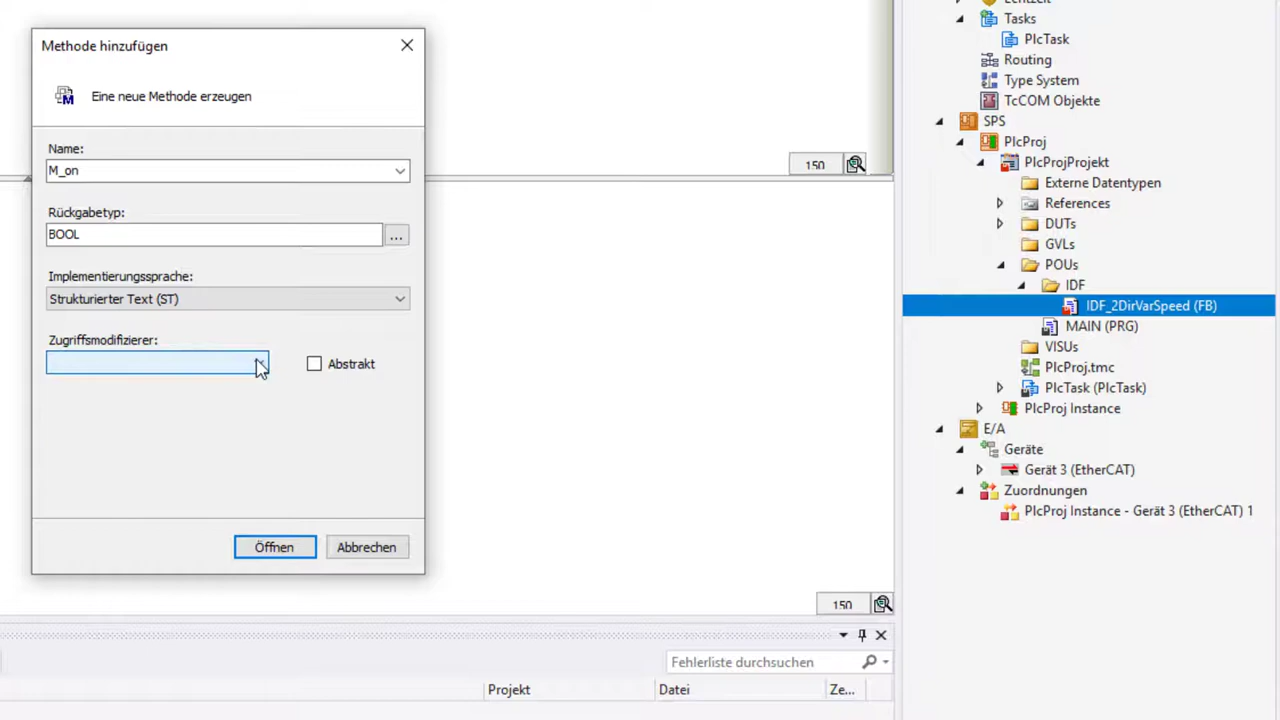 Methode hinzufügen
Eine neue Methode erzeugen
Name:
M_on
Rückgabetyp:
BOOL
...
Implementierungssprache:
Strukturierter Text (ST)
Zugriffsmodifizierer:
Abstrakt
Öffnen
Abbrechen
150
150
Projekt
Datei
Ze...
Fehlerliste durchsuchen
Echtzeit
Tasks
PlcTask
Routing
Type System
TcCOM Objekte
SPS
PlcProj
PlcProjProjekt
Externe Datentypen
References
DUTs
GVLs
POUs
IDF
IDF_2DirVarSpeed (FB)
MAIN (PRG)
VISUs
PlcProj.tmc
PlcTask (PlcTask)
PlcProj Instance
E/A
Geräte
Gerät 3 (EtherCAT)
Zuordnungen
PlcProj Instance - Gerät 3 (EtherCAT) 1